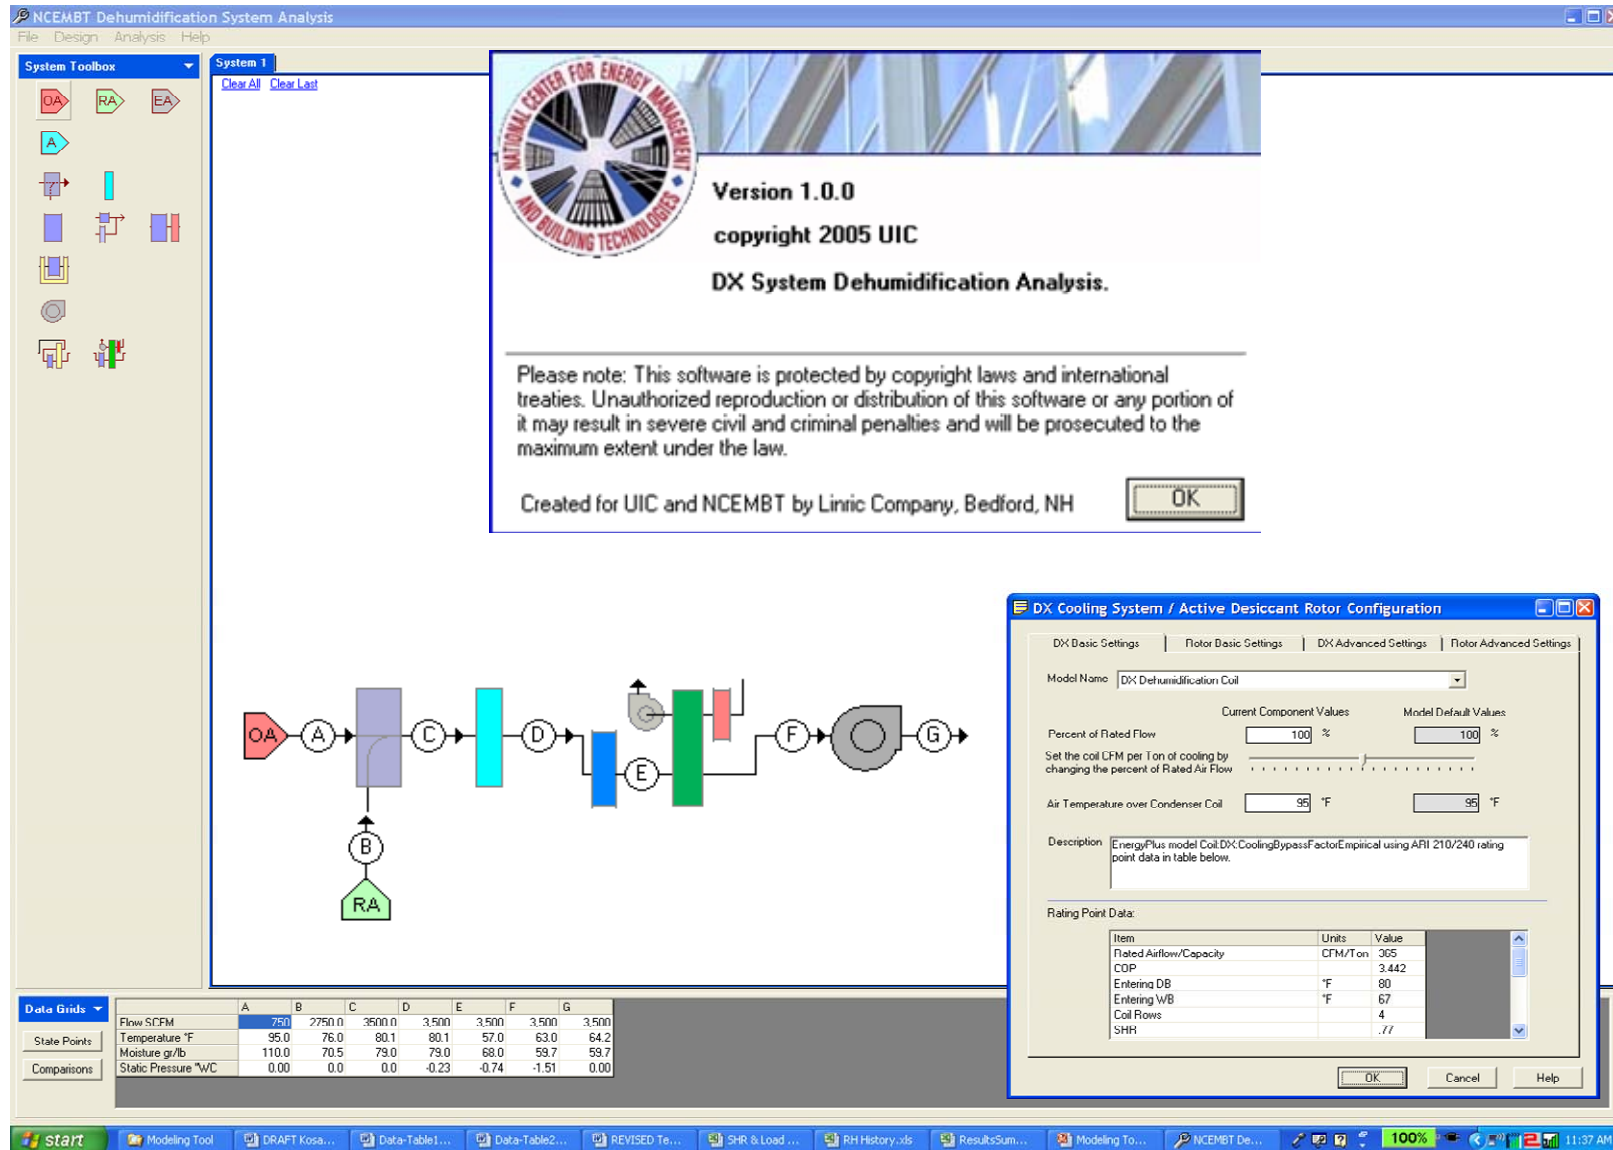 NCEMBT Dehumidification System Analysis
File Design Analysis Help
System Toolbox
System 1
Clear All Clear Last
OA RA EA
A
NATIONAL CENTER FOR ENERGY MANAGEMENT
AND BUILDING TECHNOLOGIES
Version 1.0.0
copyright 2005 UIC
DX System Dehumidification Analysis.
Please note: This software is protected by copyright laws and international
treaties. Unauthorized reproduction or distribution of this software or any portion of
it may result in severe civil and criminal penalties and will be prosecuted to the
maximum extent under the law.
Created for UIC and NCEMBT by Linric Company, Bedford, NH
OK
OA A C D E F G
B
RA
DX Cooling System / Active Desiccant Rotor Configuration
DX Basic Settings Rotor Basic Settings DX Advanced Settings Rotor Advanced Settings
Model Name DX Dehumidification Coil
Current Component Values Model Default Values
Percent of Rated Flow 100 % 100 %
Set the coil CFM per Ton of cooling by
changing the percent of Rated Air Flow
Air Temperature over Condenser Coil 95 °F 95 °F
Description EnergyPlus model Coil:DX:CoolingBypassFactorEmpirical using ARI 210/240 rating
point data in table below.
Rating Point Data:
Item Units Value
Rated Airflow/Capacity CFM/Ton 365
COP 3.442
Entering DB °F 80
Entering WB °F 67
Coil Rows 4
SHR .77
OK Cancel Help
Data Grids
State Points
Comparisons
A B C D E F G
Flow SCFM 750 2750.0 3500.0 3,500 3,500 3,500 3,500
Temperature °F 95.0 76.0 80.1 80.1 57.0 63.0 64.2
Moisture gr/lb 110.0 70.5 79.0 79.0 68.0 59.7 59.7
Static Pressure "WC 0.00 0.0 0.0 -0.23 -0.74 -1.51 0.00
start Modeling Tool DRAFT Kosa... Data-Table1... Data-Table2... REVISED Te... SHR & Load ... RH History.xls ResultsSum... Modeling To... NCEMBT De... 100% 11:37 AM